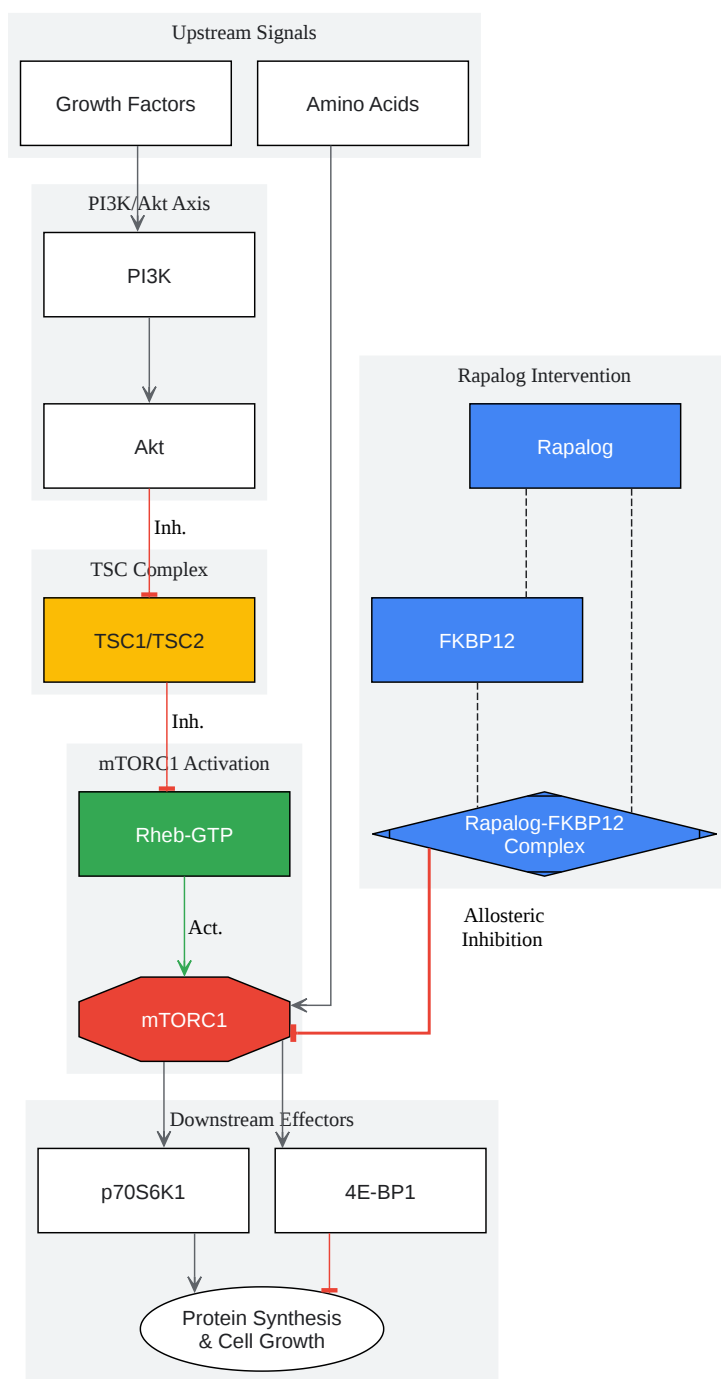 Upstream Signals
Growth Factors
Amino Acids
PI3K/Akt Axis
PI3K
Akt
Inh.
TSC Complex
TSC1/TSC2
Inh.
mTORC1 Activation
Rheb-GTP
Act.
mTORC1
Rapalog Intervention
Rapalog
FKBP12
Rapalog-FKBP12
Complex
Allosteric
Inhibition
Downstream Effectors
p70S6K1
4E-BP1
Protein Synthesis
& Cell Growth